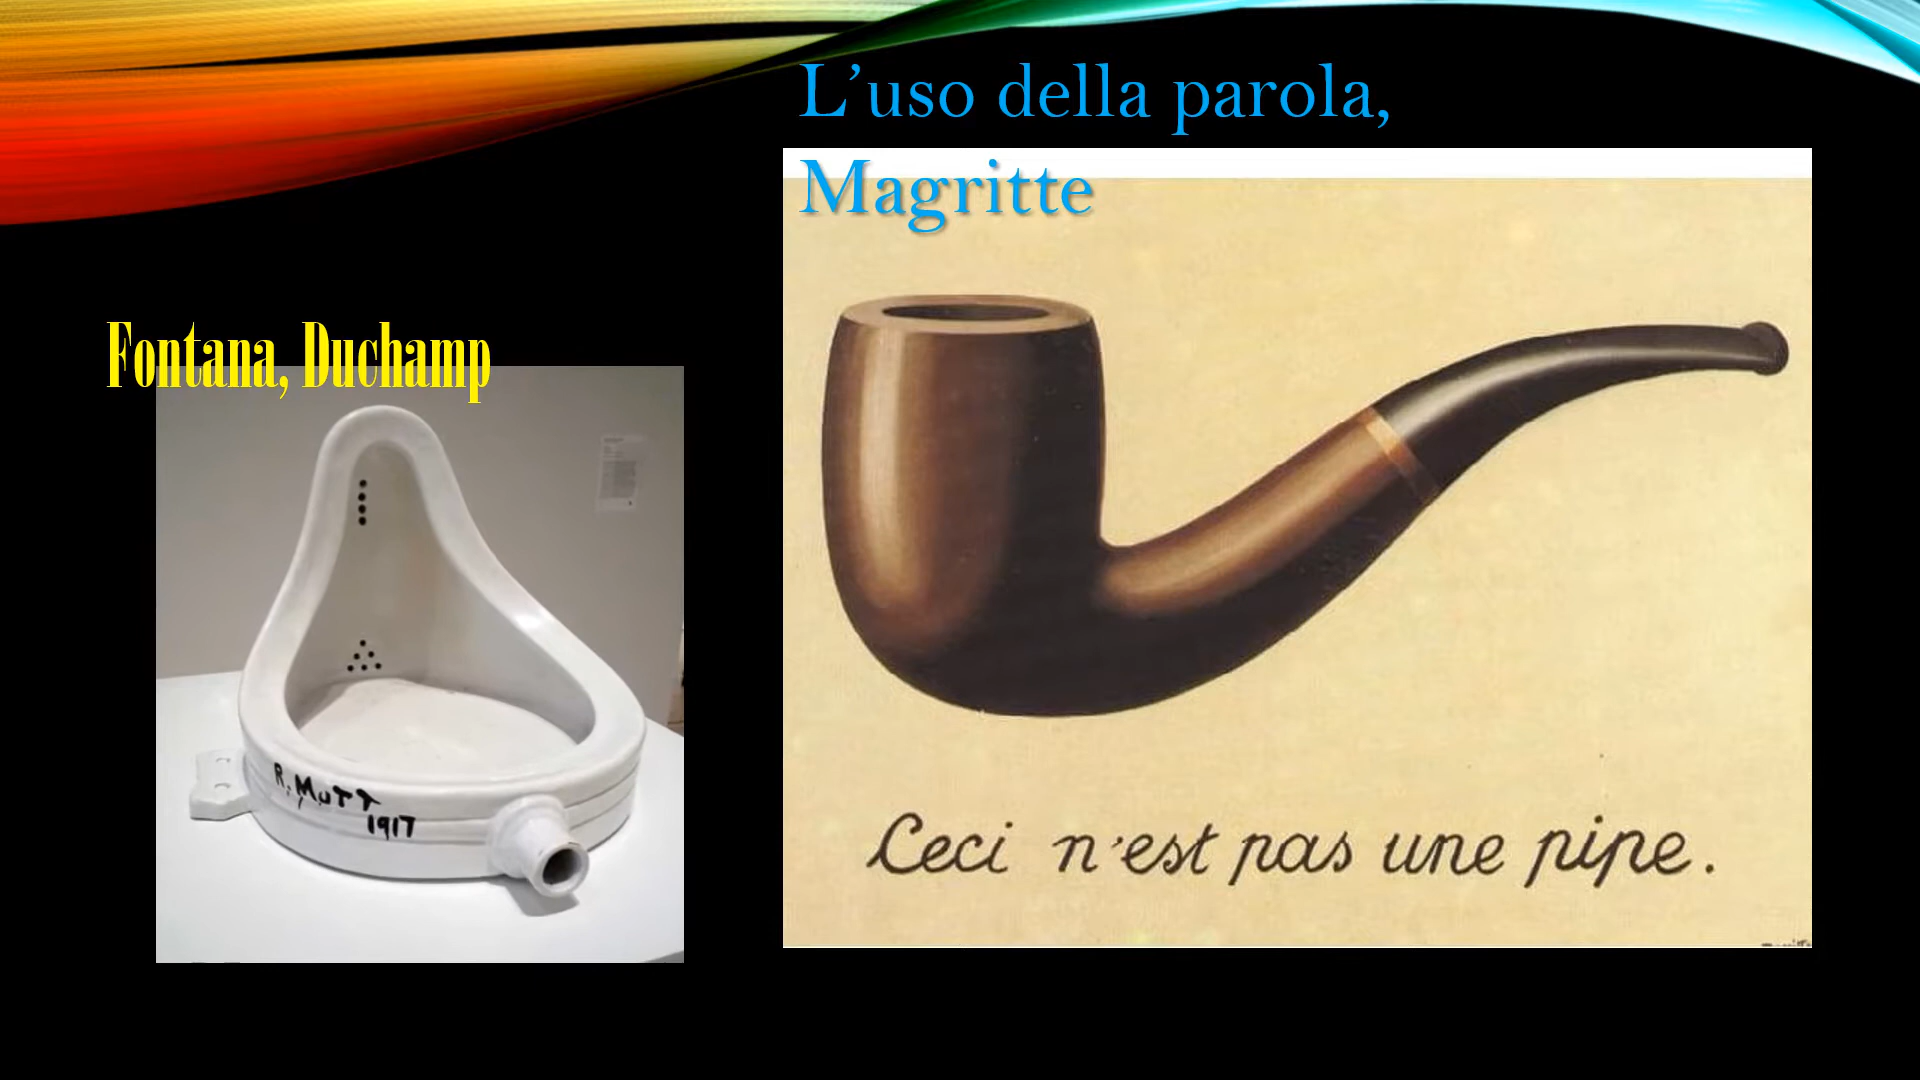 L'uso della parola,
Magritte
Fontana, Duchamp
R. MUTT
1917
Ceci n'est pas une pipe.